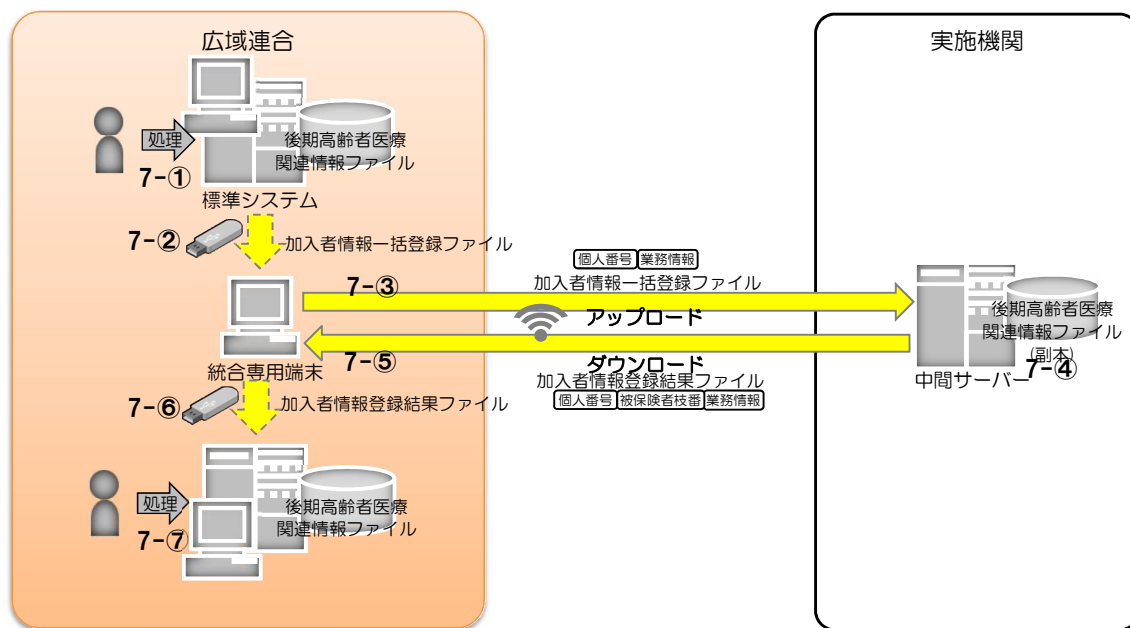 広域連合
実施機関
処理
7-①
後期高齢者医療
関連情報ファイル
標準システム
7-②
加入者情報一括登録ファイル
個人番号 業務情報
加入者情報一括登録ファイル
7-③
アップロード
統合専用端末
7-⑤
ダウンロード
加入者情報登録結果ファイル
個人番号 被保険者枝番 業務情報
後期高齢者医療
関連情報ファイル
(副本)
7-④
中間サーバー
7-⑥
加入者情報登録結果ファイル
処理
7-⑦
後期高齢者医療
関連情報ファイル